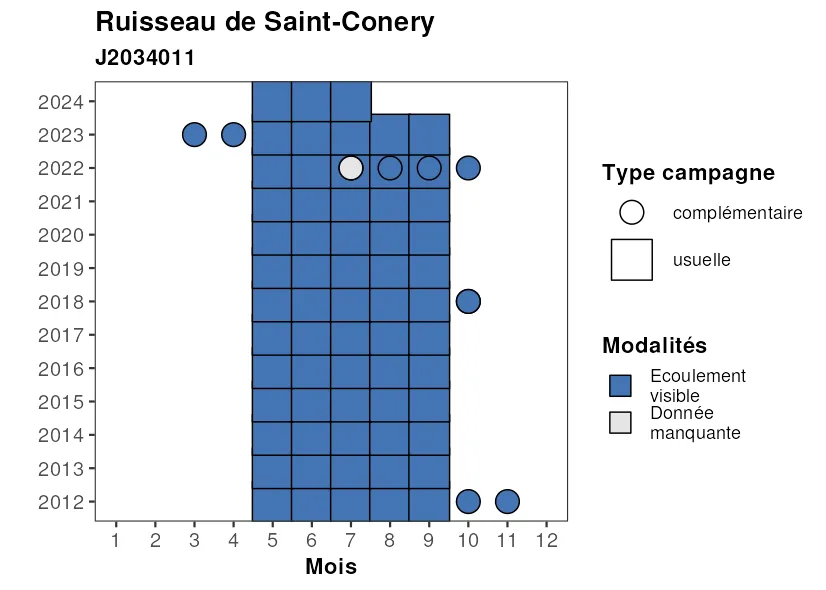 Ruisseau de Saint-Conery
J2034011
2024
2023
2022
2021
2020
2019
2018
2017
2016
2015
2014
2013
2012
1 2 3 4 5 6 7 8 9 10 11 12
Mois
Type campagne
complémentaire
usuelle
Modalités
Ecoulement
visible
Donnée
manquante